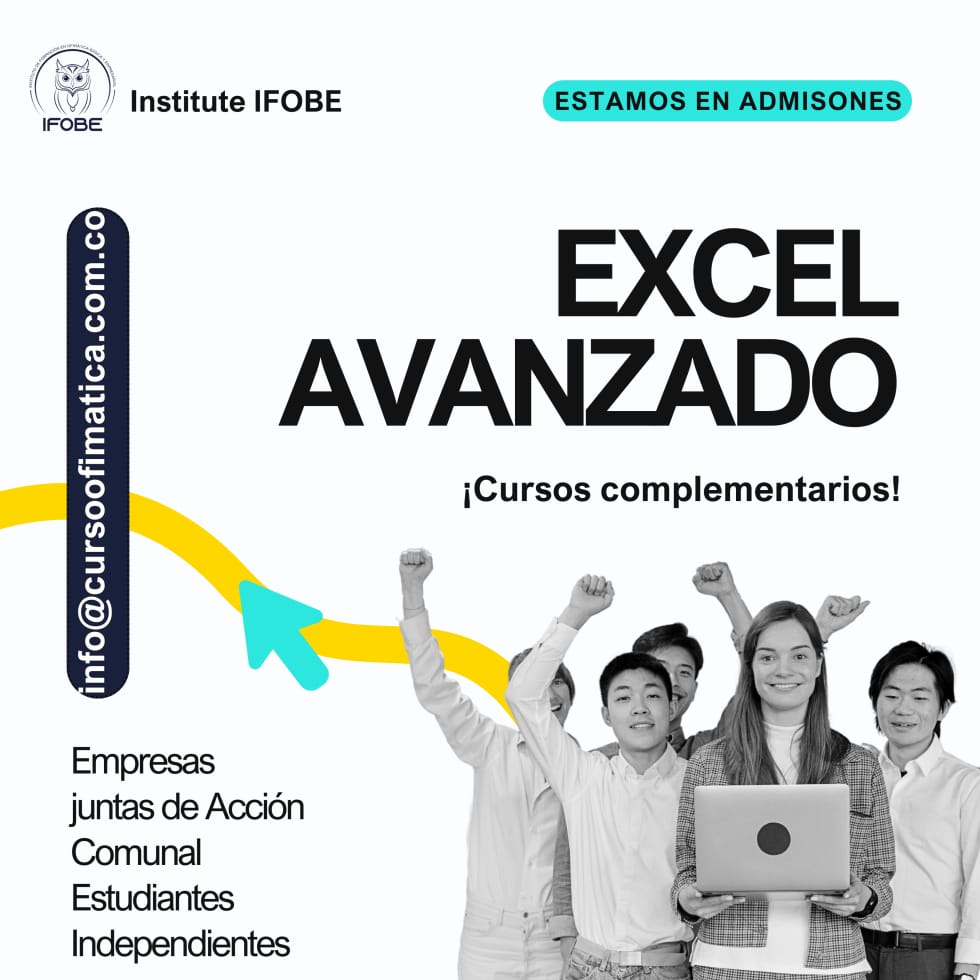 IFOBE
Institute IFOBE
ESTAMOS EN ADMISONES
info@cursoofimatica.com.co
EXCEL
AVANZADO
¡Cursos complementarios!
Empresas
juntas de Acción
Comunal
Estudiantes
Independientes